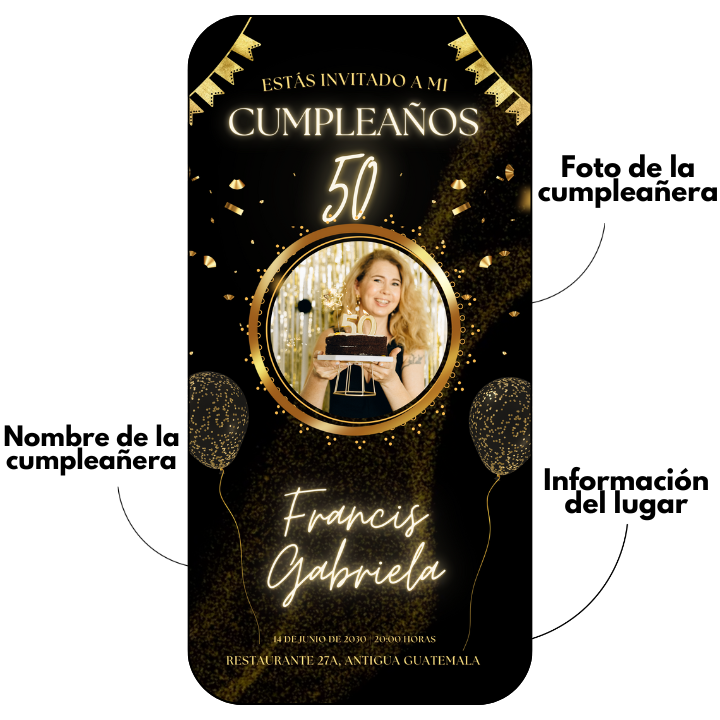 ESTÁS INVITADO A MI
CUMPLEAÑOS
50
Foto de la
cumpleañera
50
Nombre de la
cumpleañera
Información
del lugar
Francis
Gabriela
14 DE JUNIO DE 2030 - 20:00 HORAS
RESTAURANTE 27A, ANTIGUA GUATEMALA